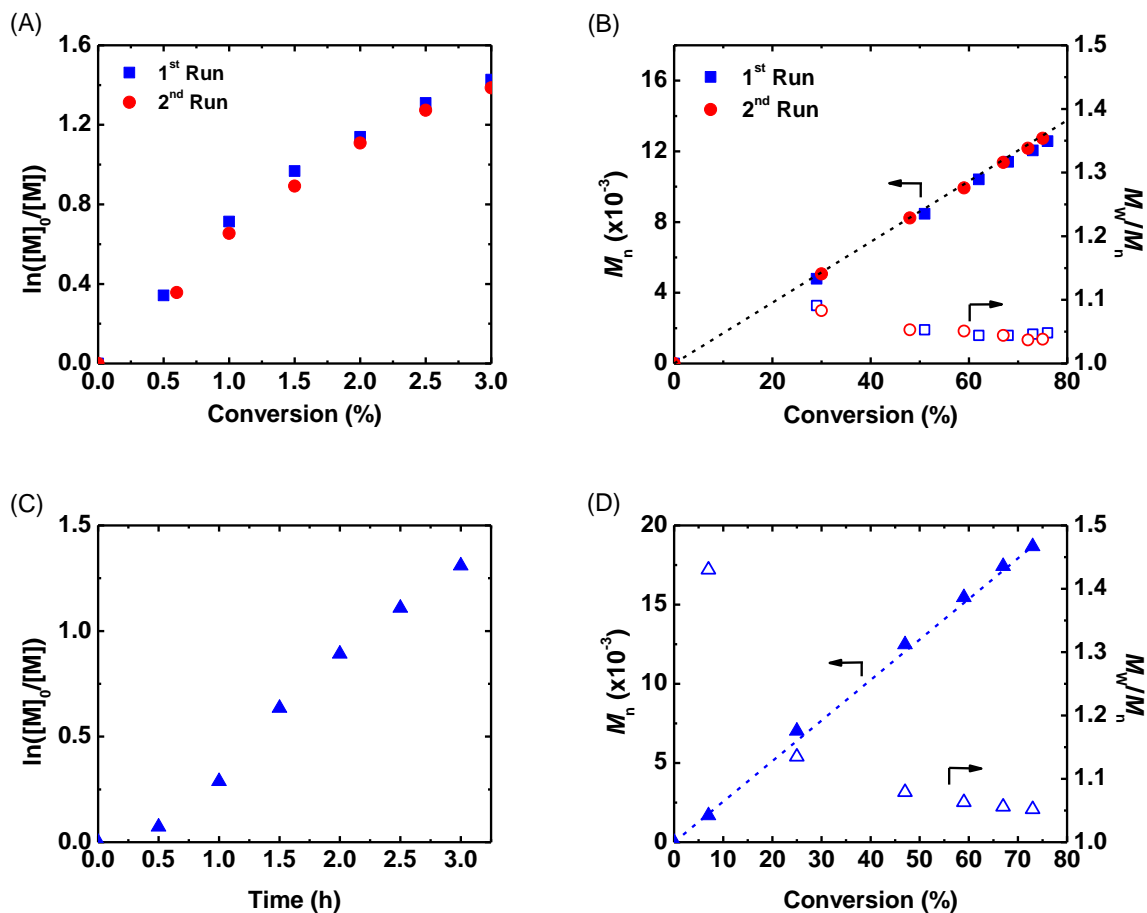 (A)
1.6
1.2
0.8
0.4
0.0
ln([M]0/[M])
1st Run
2nd Run
0.0 0.5 1.0 1.5 2.0 2.5 3.0
Conversion (%)
(B)
16
12
8
4
0
Mn (x10-3)
1st Run
2nd Run
1.5
1.4
1.3
1.2
1.1
1.0
Mw/Mn
0 20 40 60 80
Conversion (%)
(C)
1.5
1.0
0.5
0.0
ln([M]0/[M])
0.0 0.5 1.0 1.5 2.0 2.5 3.0
Time (h)
(D)
20
15
10
5
0
Mn (x10-3)
1.5
1.4
1.3
1.2
1.1
1.0
Mw/Mn
0 10 20 30 40 50 60 70 80
Conversion (%)